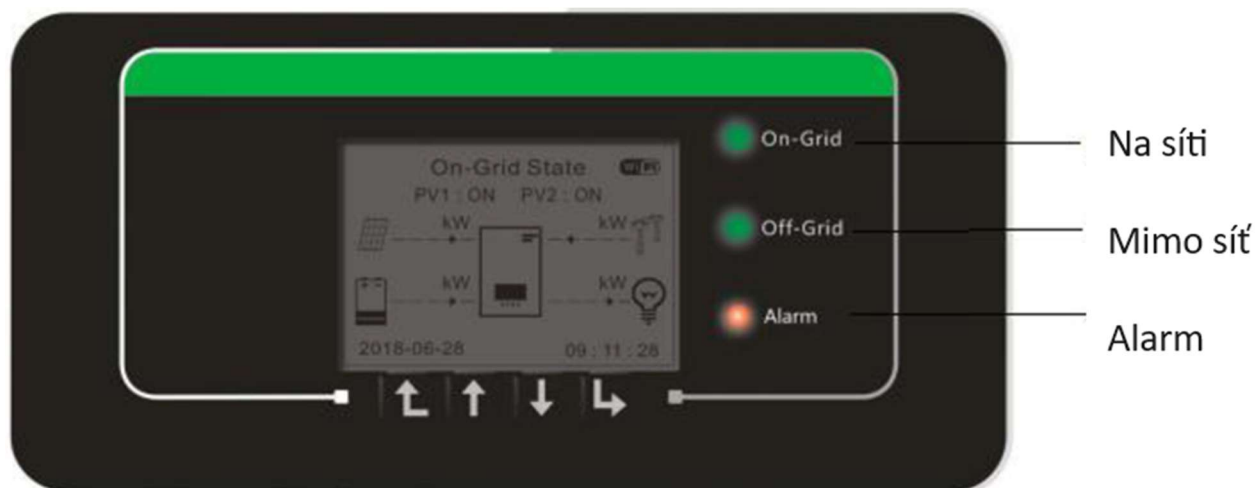 On-Grid State WiFi
PV1 : ON PV2 : ON
kW kW
kW kW
2018-06-28 09 : 11 : 28
On-Grid
Off-Grid
Alarm
Na síti
Mimo síť
Alarm